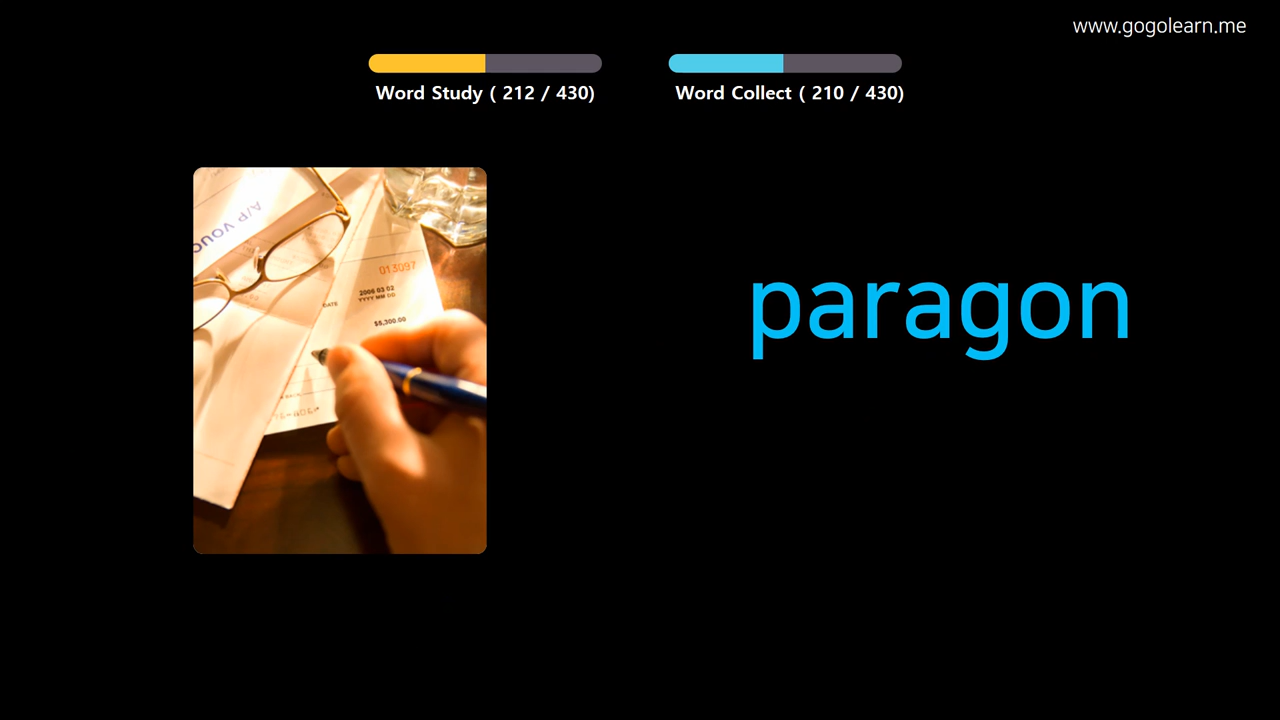 www.gogolearn.me
Word Study ( 212 / 430)
Word Collect ( 210 / 430)
A/P VOUC
013097
2006 03 02
YYYY MM DD
DATE
$5,300.00
paragon